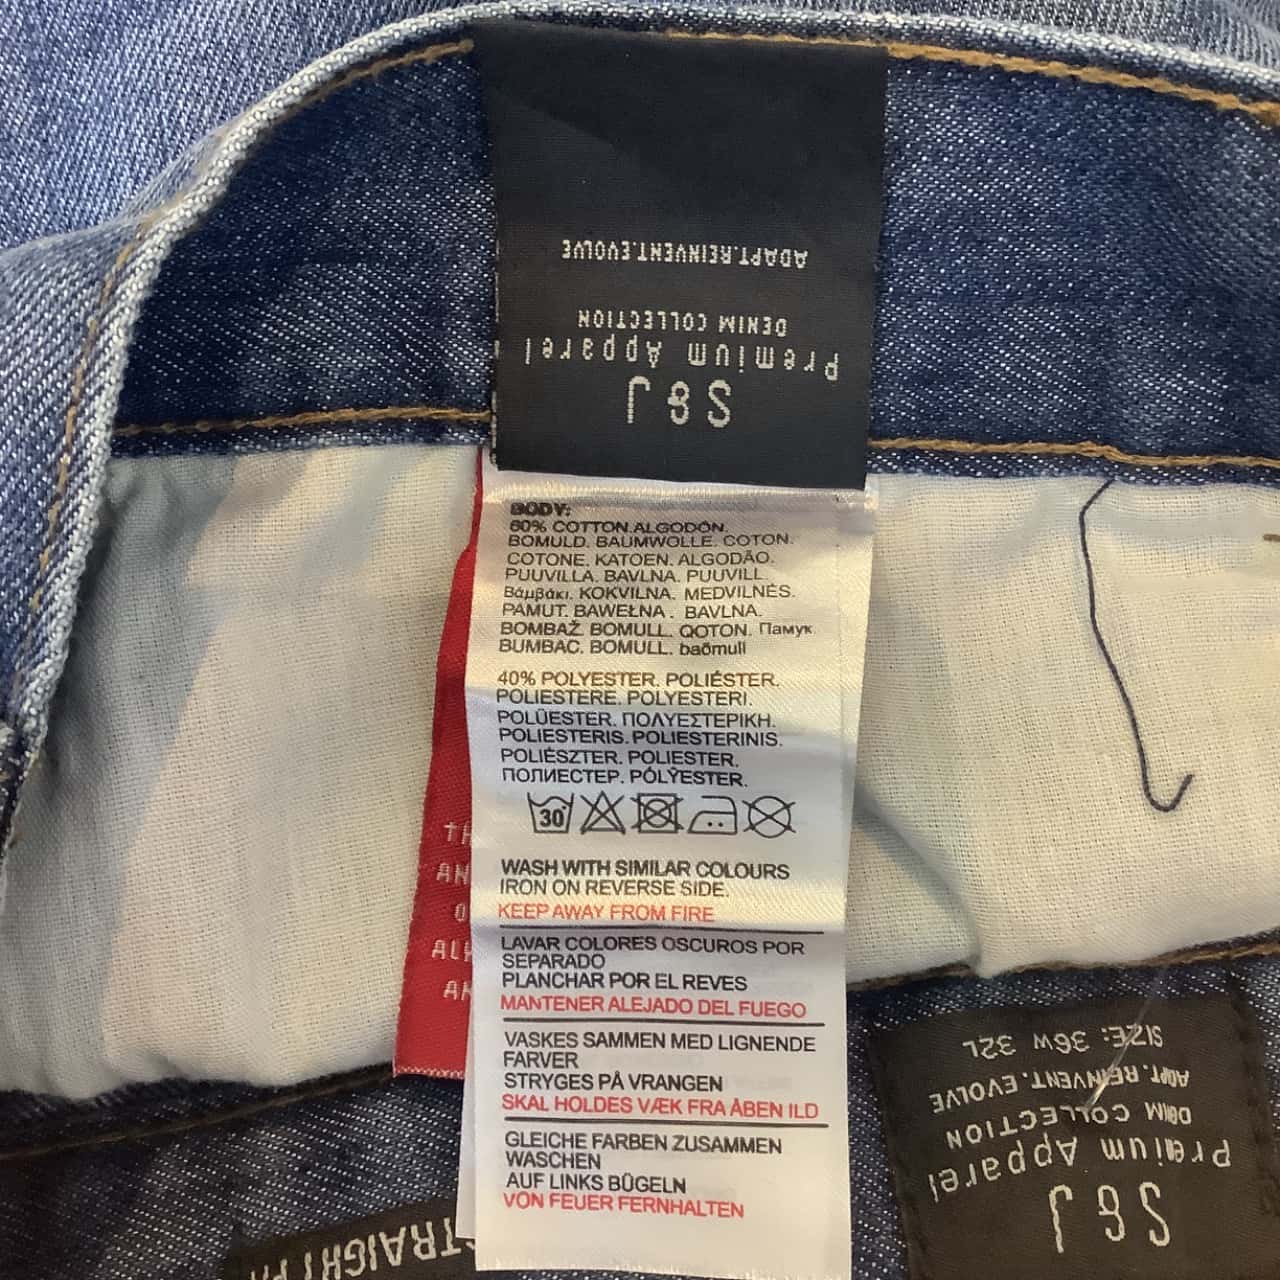 S&J
Premium Apparel
DENIM COLLECTION
ADAPT.REINVENT.EVOLVE
BODY:
60% COTTON.ALGODÓN.
BOMULD. BAUMWOLLE. COTON.
COTONE. KATOEN. ALGODÃO.
PUUVILLA. BAVLNA. PUUVILL.
Βάμβάκι. KOKVILNA. MEDVILNĖS.
PAMUT. BAWEŁNA . BAVLNA.
BOMBAŽ. BOMULL. QOTON. Памук.
BUMBAC. BOMULL. baömull
40% POLYESTER. POLIÉSTER.
POLIESTERE. POLYESTERI.
POLÜESTER. ΠΟΛΥΕΣΤΕΡΙΚΗ.
POLIESTERIS. POLIESTERINIS.
POLIÉSZTER. POLIESTER.
ПОЛИЕСТЕР. PÓLÝESTER.
30°
WASH WITH SIMILAR COLOURS
IRON ON REVERSE SIDE.
KEEP AWAY FROM FIRE
LAVAR COLORES OSCUROS POR
SEPARADO
PLANCHAR POR EL REVES
MANTENER ALEJADO DEL FUEGO
VASKES SAMMEN MED LIGNENDE
FARVER
STRYGES PÅ VRANGEN
SKAL HOLDES VÆK FRA ÅBEN ILD
GLEICHE FARBEN ZUSAMMEN
WASCHEN
AUF LINKS BÜGELN
VON FEUER FERNHALTEN
S&J
Premium Apparel
DENIM COLLECTION
ADAPT.REINVENT.EVOLVE
SIZE: 36W 32L